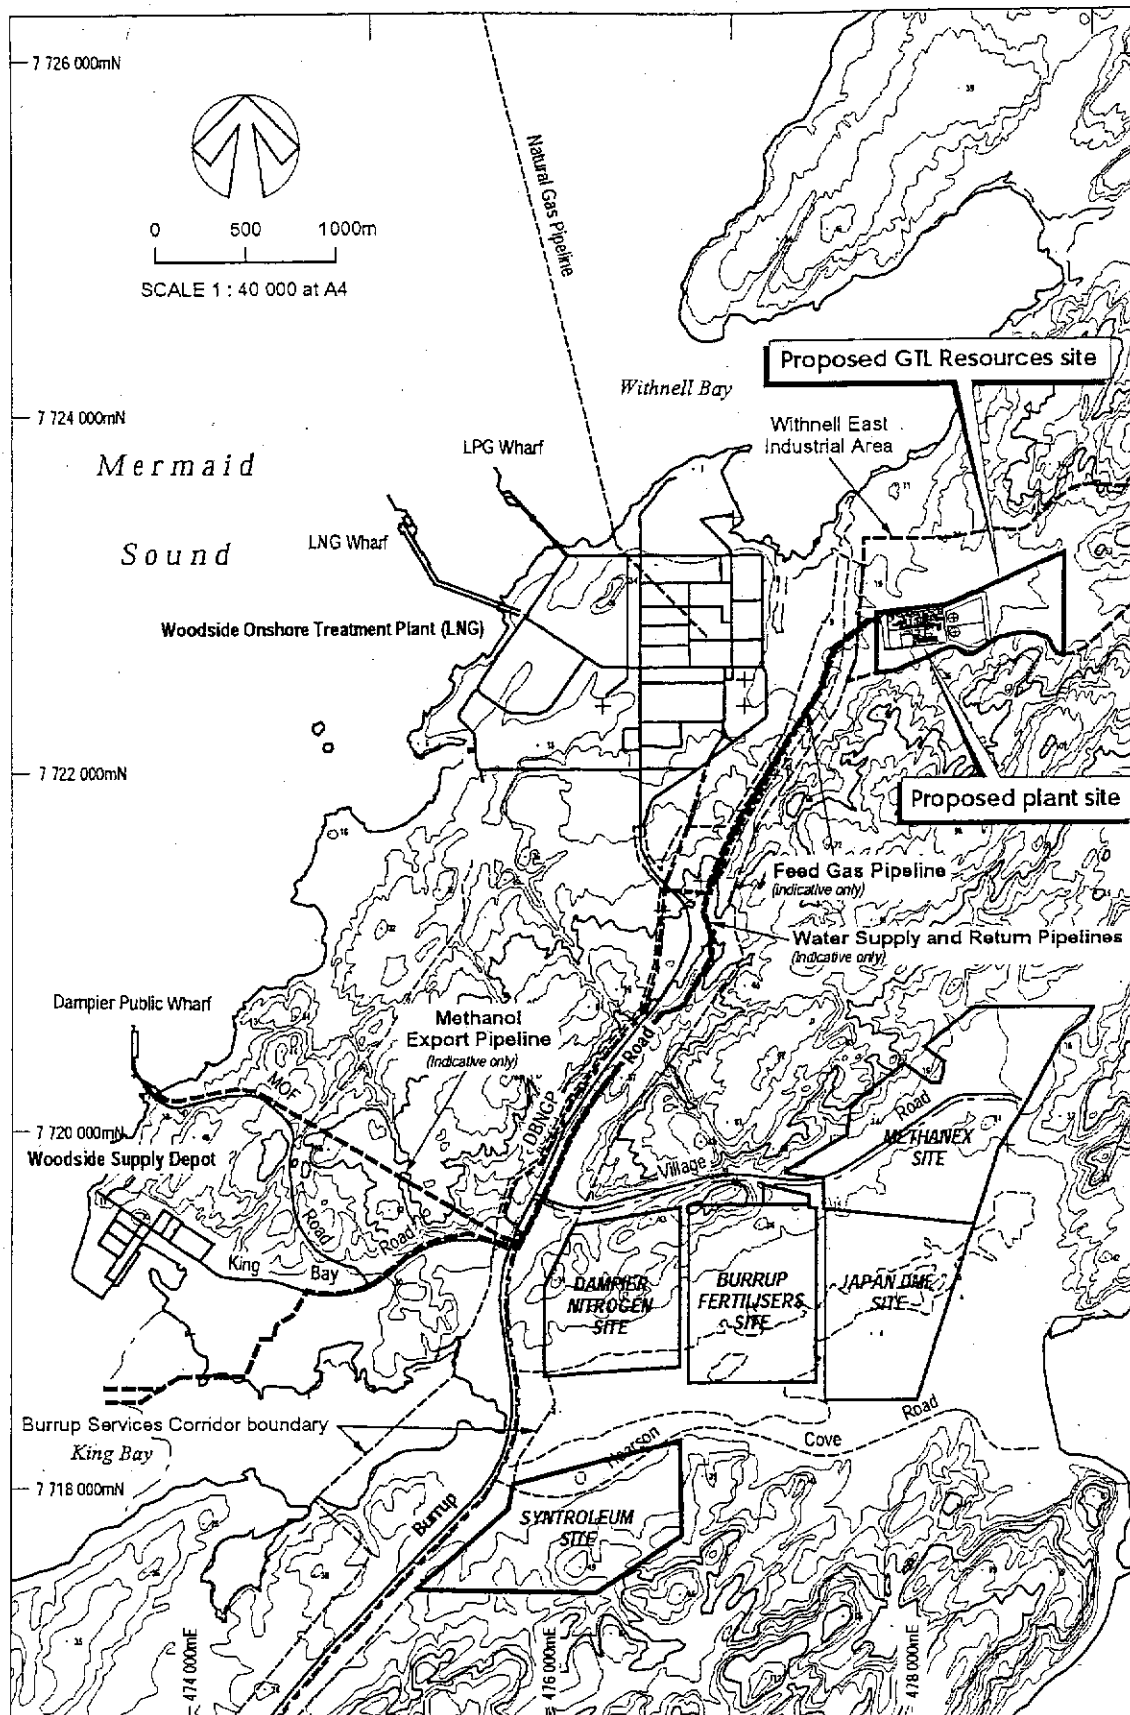 7 726 000mN
0 500 1000m
SCALE 1 : 40 000 at A4
Natural Gas Pipeline
Proposed GTL Resources site
Withnell Bay
7 724 000mN
Withnell East
Industrial Area
Mermaid
Sound
LPG Wharf
LNG Wharf
Woodside Onshore Treatment Plant (LNG)
7 722 000mN
Proposed plant site
Feed Gas Pipeline
(indicative only)
Water Supply and Return Pipelines
(indicative only)
Dampier Public Wharf
Methanol
Export Pipeline
(indicative only)
MOF
Road
DBNGP
Road
7 720 000mN
Woodside Supply Depot
Village
Road
METHANEX
SITE
King
Bay
Road
DAMPIER
NITROGEN
SITE
BURRUP
FERTILISERS
SITE
JAPAN DME
SITE
Burrup Services Corridor boundary
King Bay
Hearson
Cove
Road
7 718 000mN
Burrup
SYNTROLEUM
SITE
474 000mE
476 000mE
478 000mE